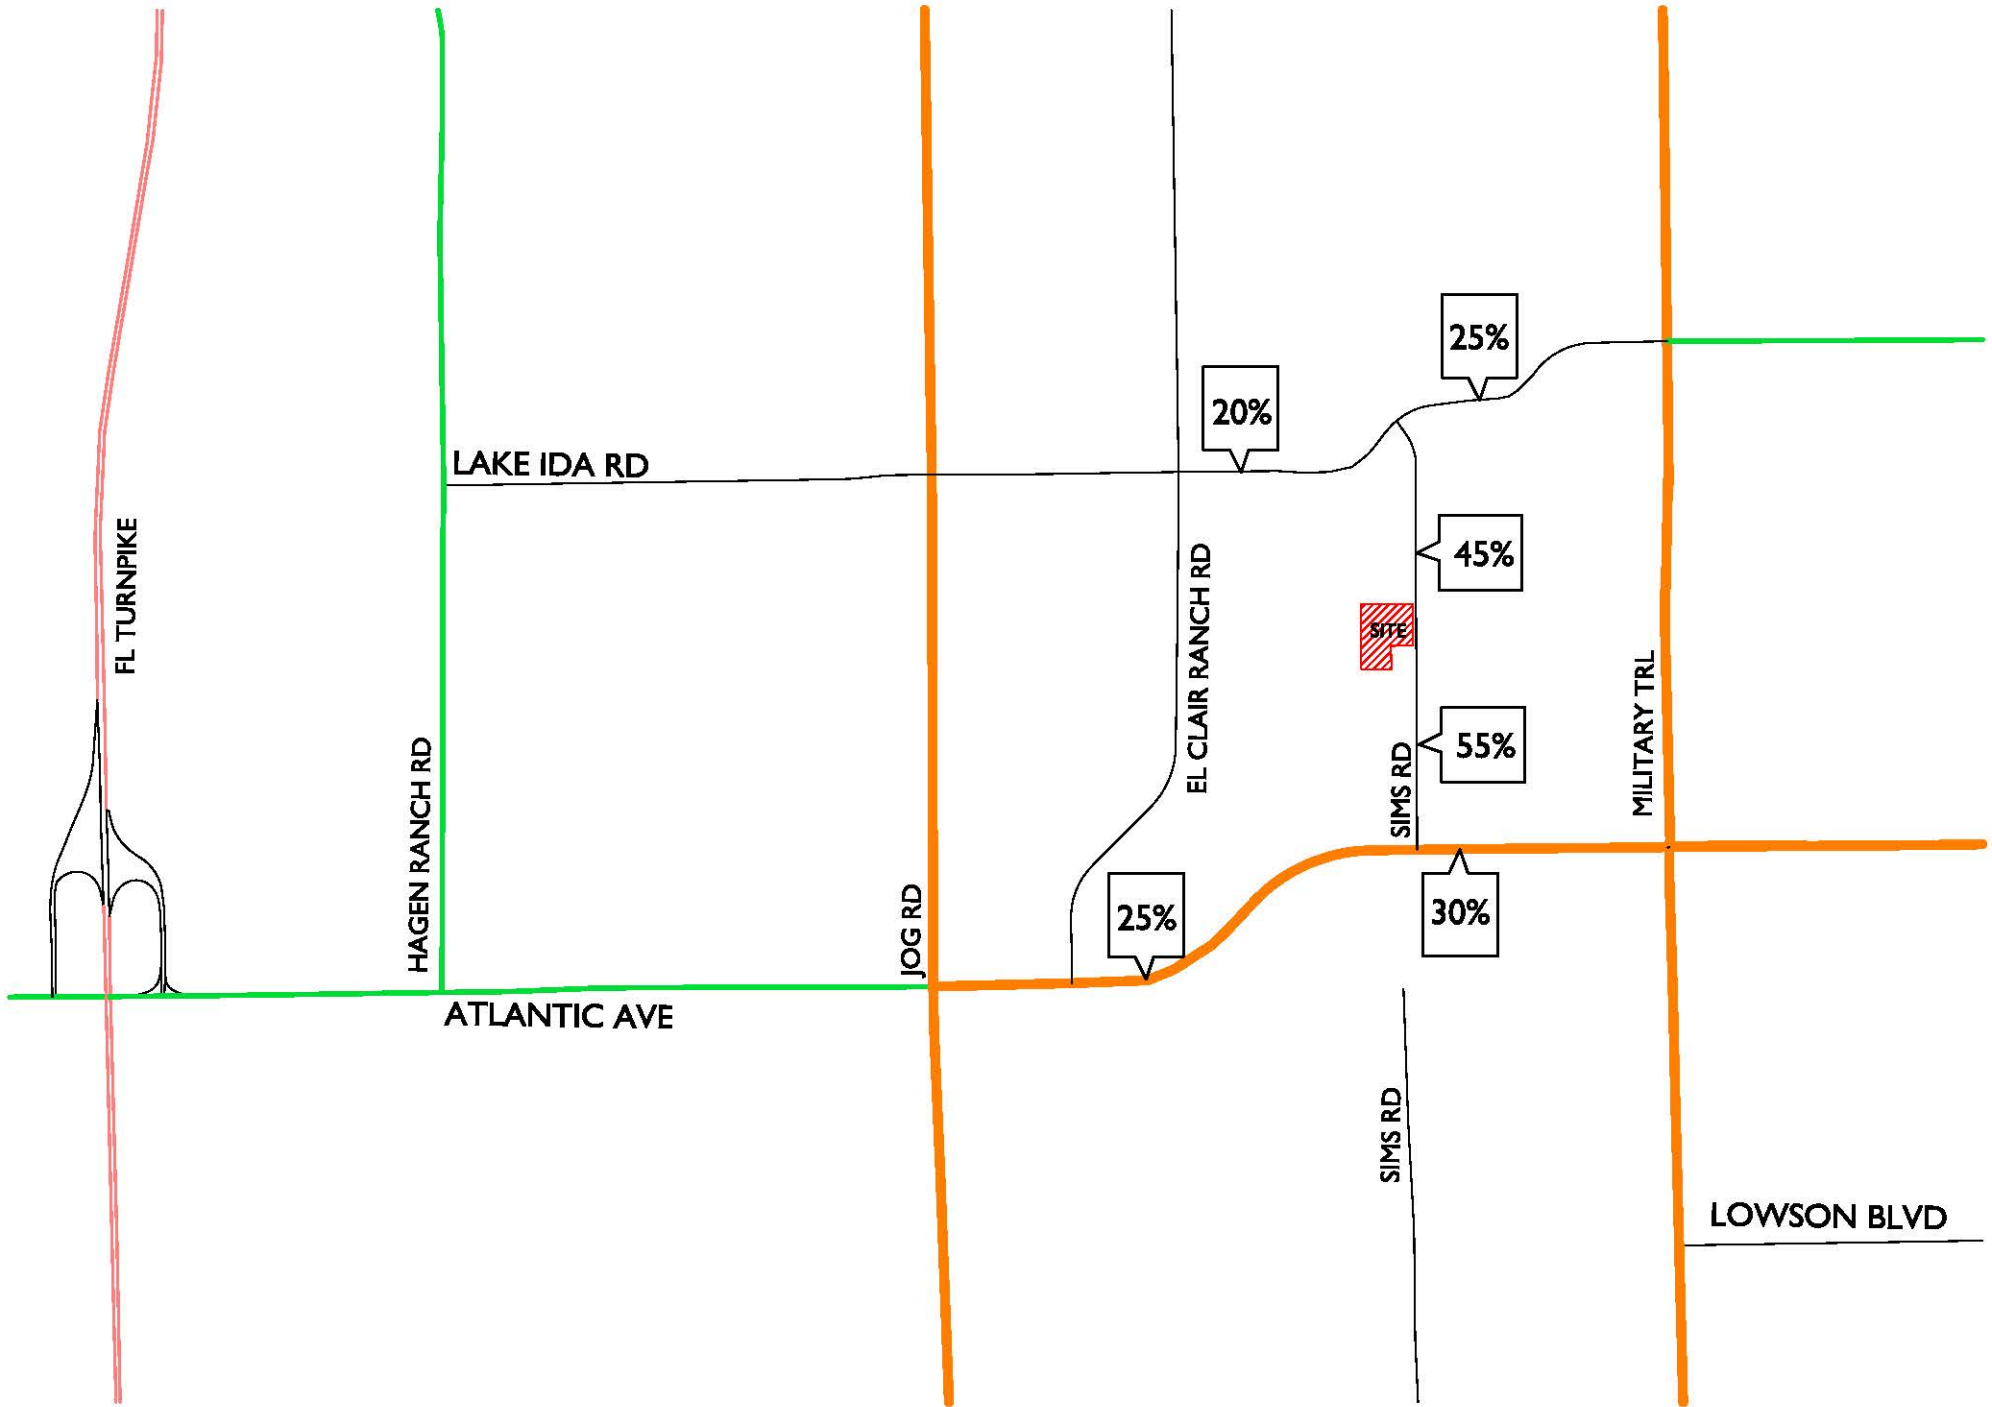 25%
20%
LAKE IDA RD
FL TURNPIKE
45%
EL CLAIR RANCH RD
SITE
MILITARY TRL
55%
SIMS RD
HAGEN RANCH RD
JOG RD
25%
30%
ATLANTIC AVE
SIMS RD
LOWSON BLVD